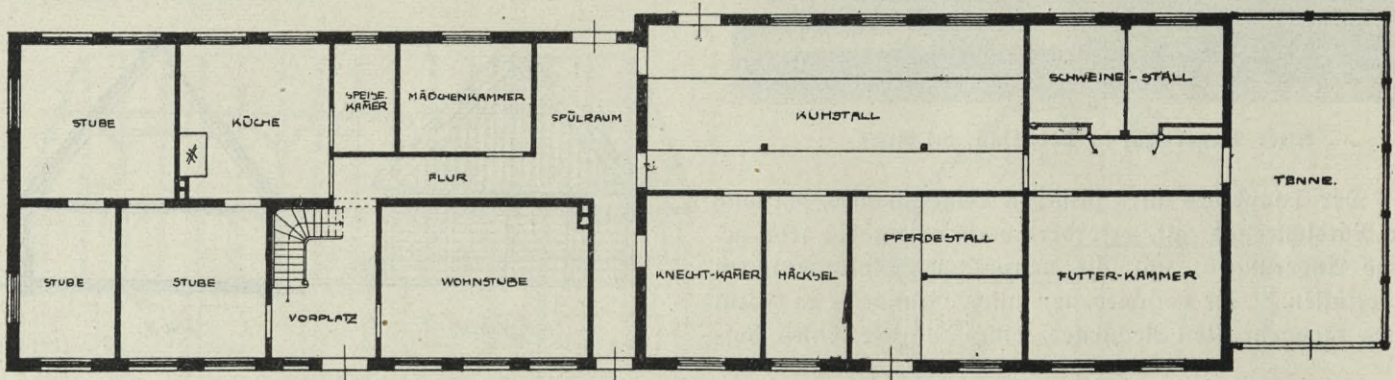 STUBE
KÜCHE
SPEISE.
KAMER
MÄDCHENKAMMER
SPÜLRAUM
FLUR
STUBE
STUBE
VORPLATZ
WOHNSTUBE
KUHSTALL
SCHWEINE-STALL
TENNE.
KNECHT-KAMER
HÄCKSEL
PFERDESTALL
FUTTER-KAMMER